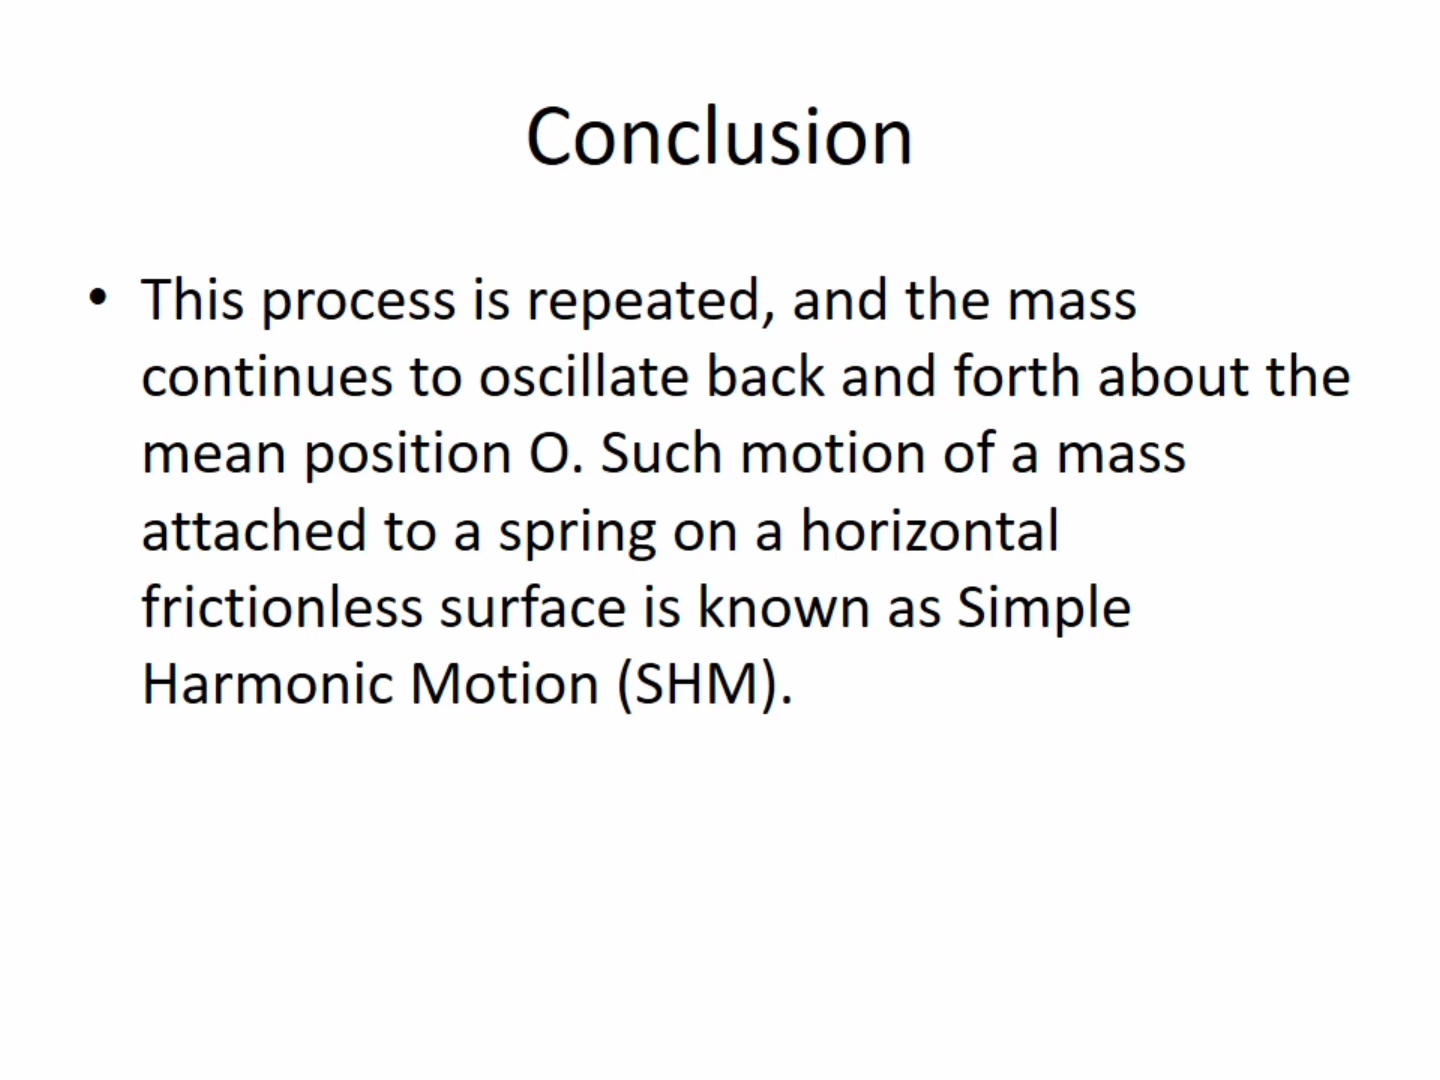 Conclusion
• This process is repeated, and the mass
continues to oscillate back and forth about the
mean position O. Such motion of a mass
attached to a spring on a horizontal
frictionless surface is known as Simple
Harmonic Motion (SHM).